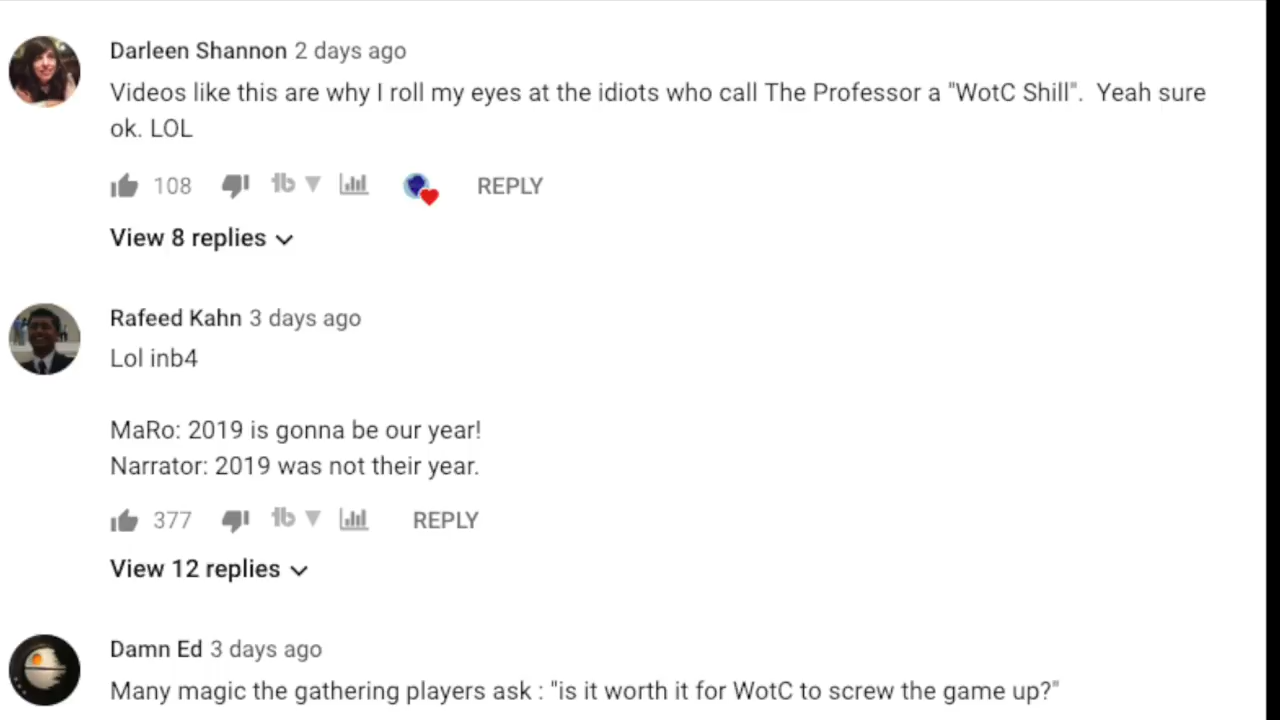 Darleen Shannon 2 days ago
Videos like this are why I roll my eyes at the idiots who call The Professor a "WotC Shill".  Yeah sure
ok. LOL
108 REPLY
View 8 replies
Rafeed Kahn 3 days ago
Lol inb4
MaRo: 2019 is gonna be our year!
Narrator: 2019 was not their year.
377 REPLY
View 12 replies
Damn Ed 3 days ago
Many magic the gathering players ask : "is it worth it for WotC to screw the game up?"